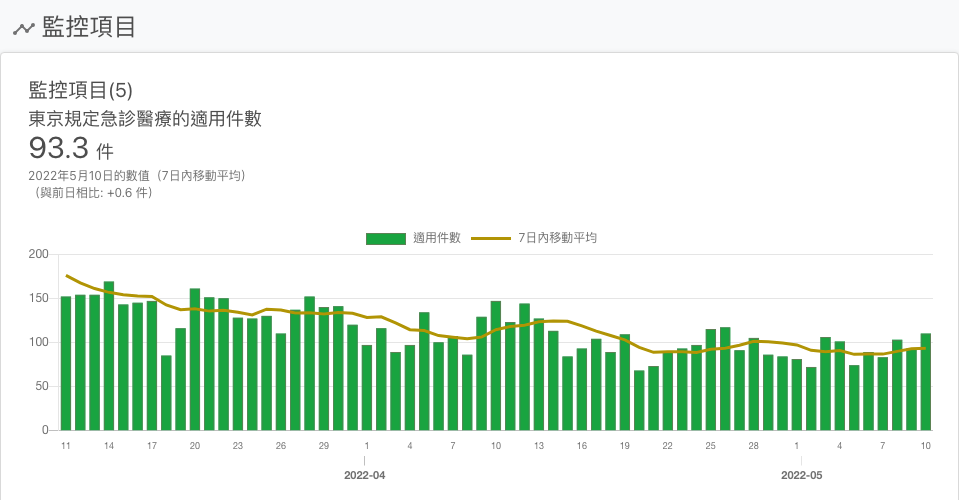 監控項目
監控項目(5)
東京規定急診醫療的適用件數
93.3 件
2022年5月10日的數值（7日內移動平均）
（與前日相比: +0.6 件）
適用件數 7日內移動平均
200
150
100
50
0
11 14 17 20 23 26 29 1 4 7 10 13 16 19 22 25 28 1 4 7 10
2022-04 2022-05